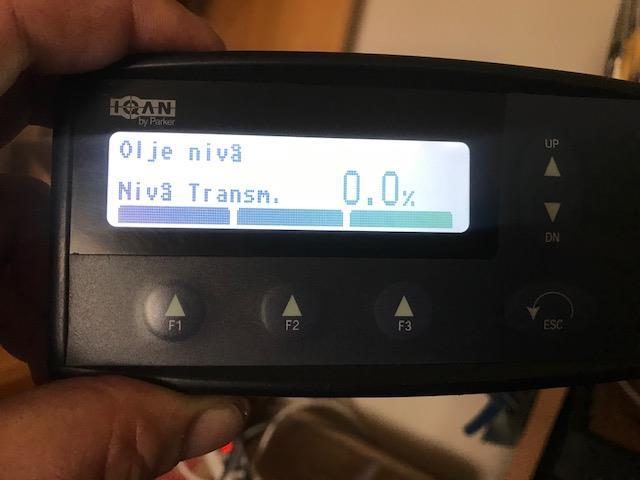 IQAN
by Parker
Olje nivå
Nivå Transm. 0.0%
UP
DN
F1
F2
F3
ESC